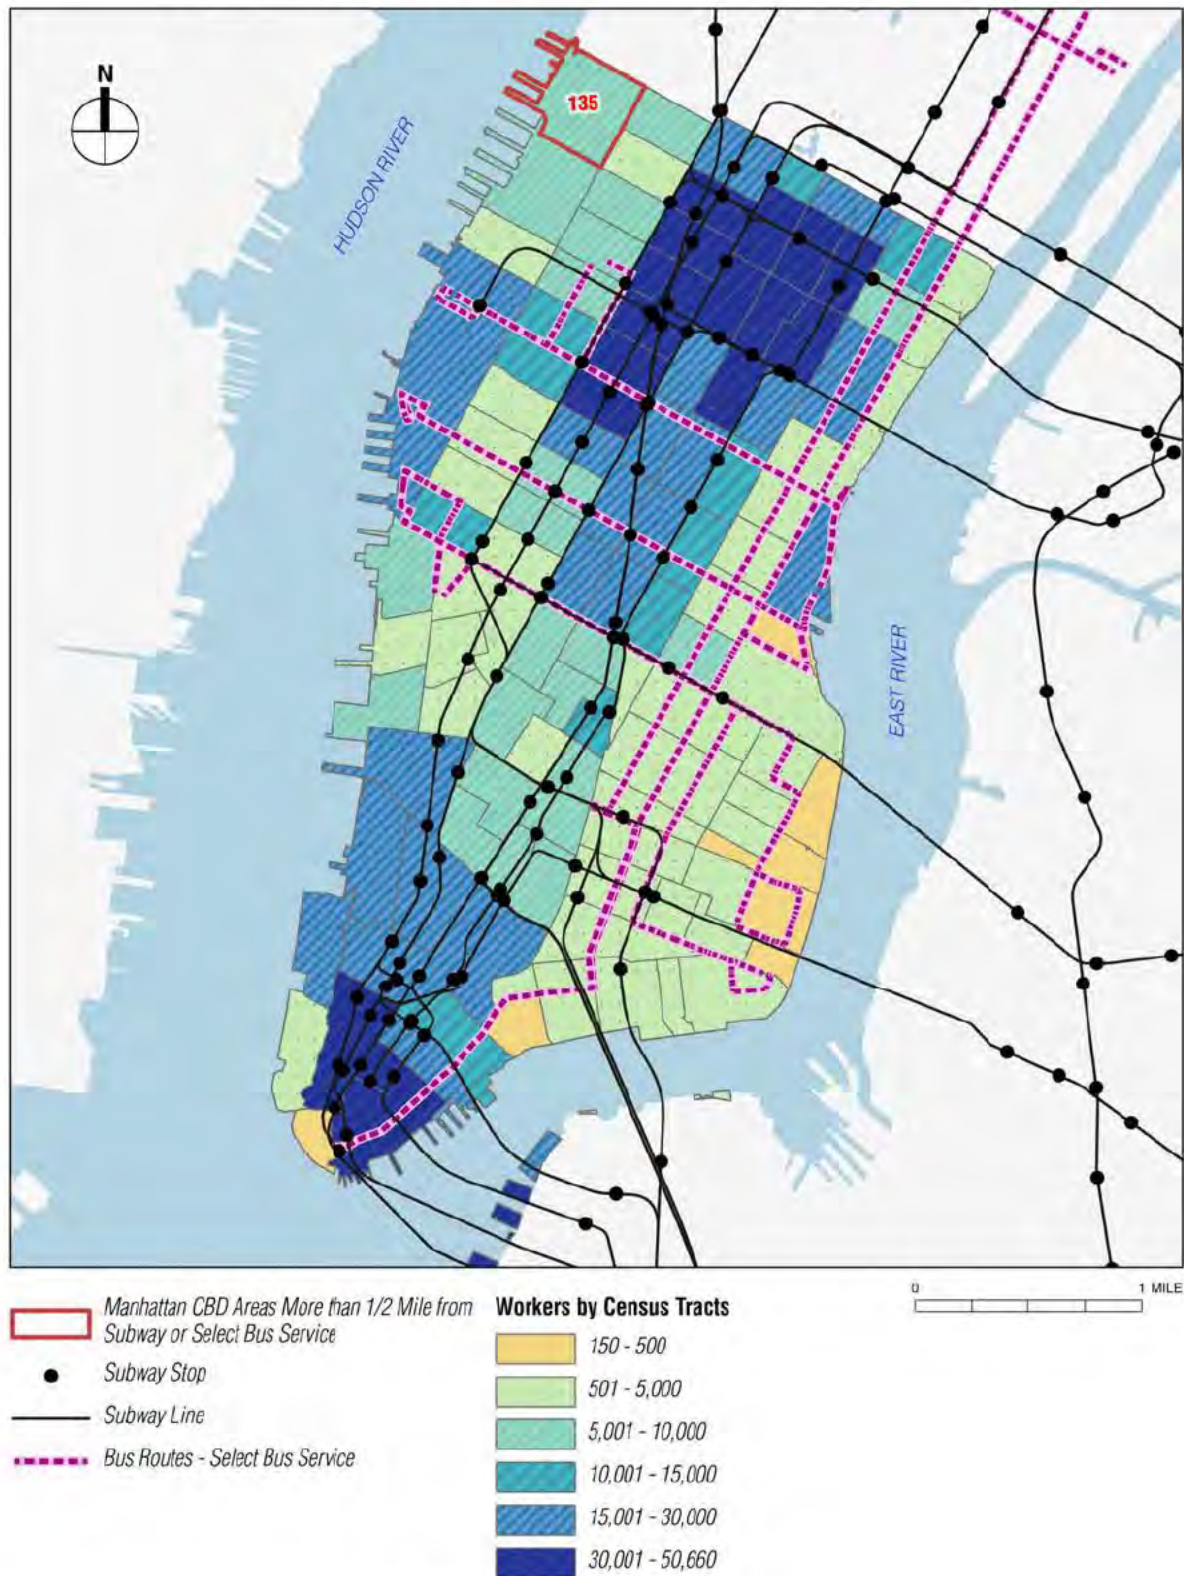 N
135
HUDSON RIVER
EAST RIVER
Manhattan CBD Areas More than 1/2 Mile from
Subway or Select Bus Service
Subway Stop
Subway Line
Bus Routes - Select Bus Service
Workers by Census Tracts
150 - 500
501 - 5,000
5,001 - 10,000
10,001 - 15,000
15,001 - 30,000
30,001 - 50,660
0 1 MILE